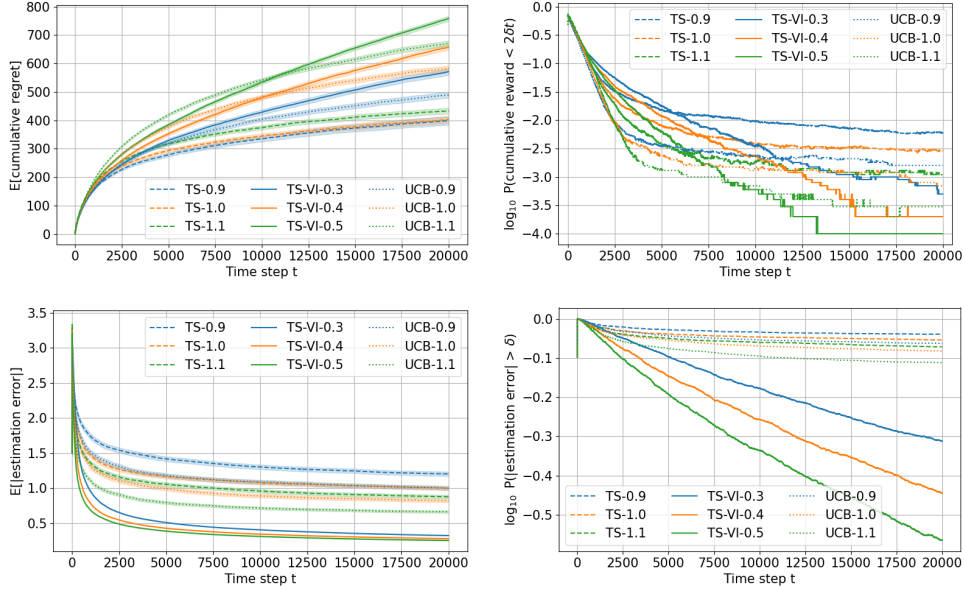 800
700
600
500
400
300
200
100
0
E[cumulative regret]
TS-0.9 TS-VI-0.3 UCB-0.9
TS-1.0 TS-VI-0.4 UCB-1.0
TS-1.1 TS-VI-0.5 UCB-1.1
0 2500 5000 7500 10000 12500 15000 17500 20000
Time step t
0.0
−0.5
−1.0
−1.5
−2.0
−2.5
−3.0
−3.5
−4.0
log₁₀ P(cumulative reward < 2δt)
TS-0.9 TS-VI-0.3 UCB-0.9
TS-1.0 TS-VI-0.4 UCB-1.0
TS-1.1 TS-VI-0.5 UCB-1.1
0 2500 5000 7500 10000 12500 15000 17500 20000
Time step t
3.5
3.0
2.5
2.0
1.5
1.0
0.5
E[|estimation error|]
TS-0.9 TS-VI-0.3 UCB-0.9
TS-1.0 TS-VI-0.4 UCB-1.0
TS-1.1 TS-VI-0.5 UCB-1.1
0 2500 5000 7500 10000 12500 15000 17500 20000
Time step t
0.0
−0.1
−0.2
−0.3
−0.4
−0.5
log₁₀ P(|estimation error| > δ)
TS-0.9 TS-VI-0.3 UCB-0.9
TS-1.0 TS-VI-0.4 UCB-1.0
TS-1.1 TS-VI-0.5 UCB-1.1
0 2500 5000 7500 10000 12500 15000 17500 20000
Time step t